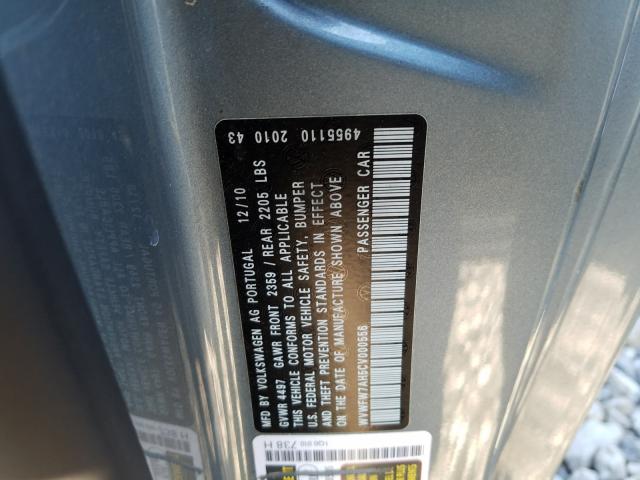 MFD BY VOLKSWAGEN AG PORTUGAL 12/10
GVWR 4497 GAWR FRONT 2359 / REAR 2205 LBS
THIS VEHICLE CONFORMS TO ALL APPLICABLE
U.S. FEDERAL MOTOR VEHICLE SAFETY, BUMPER
AND THEFT PREVENTION STANDARDS IN EFFECT
ON THE DATE OF MANUFACTURE SHOWN ABOVE
WVWFW7AH5CV000556 PASSENGER CAR
4955110 2010 43
738 H